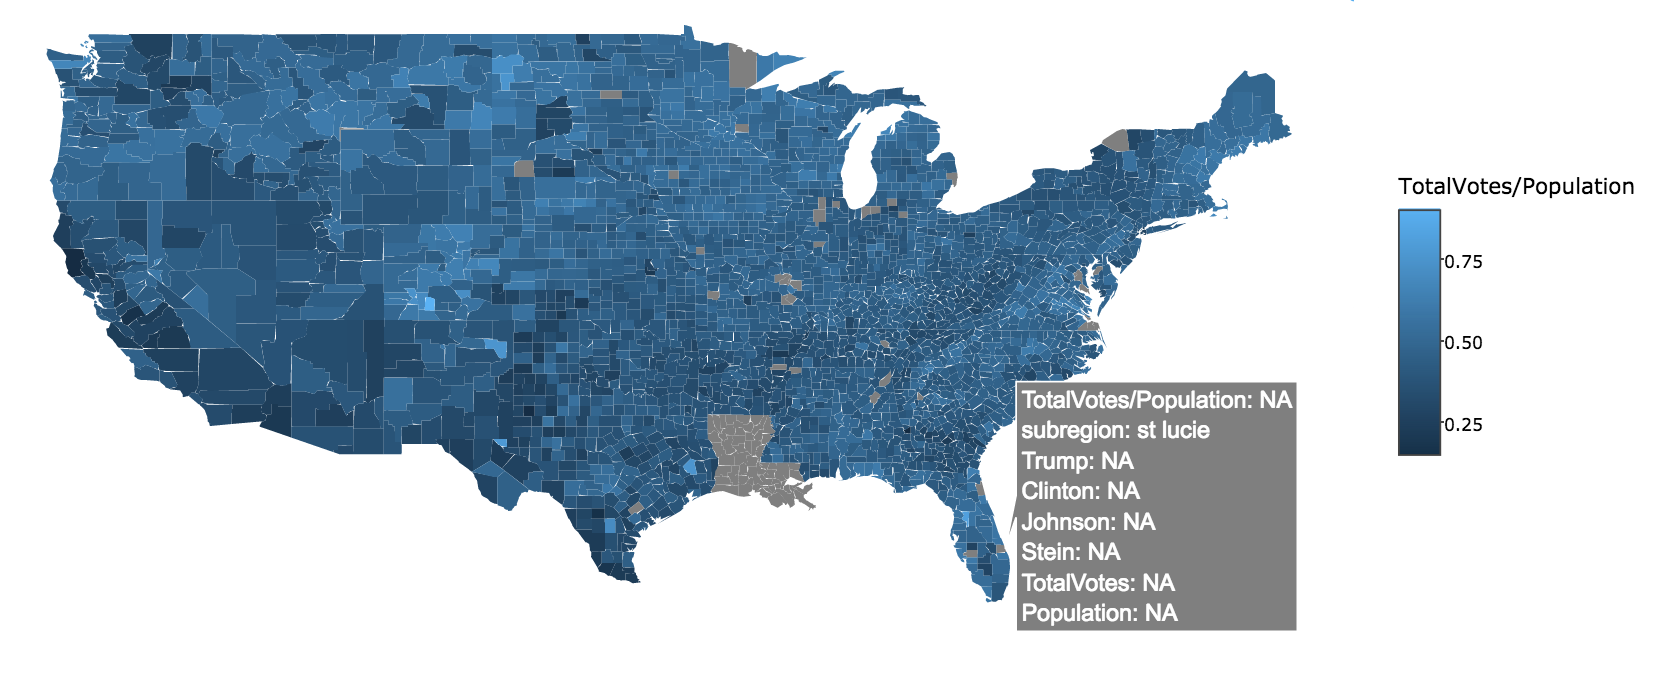 TotalVotes/Population
0.75
0.50
0.25
TotalVotes/Population: NA
subregion: st lucie
Trump: NA
Clinton: NA
Johnson: NA
Stein: NA
TotalVotes: NA
Population: NA